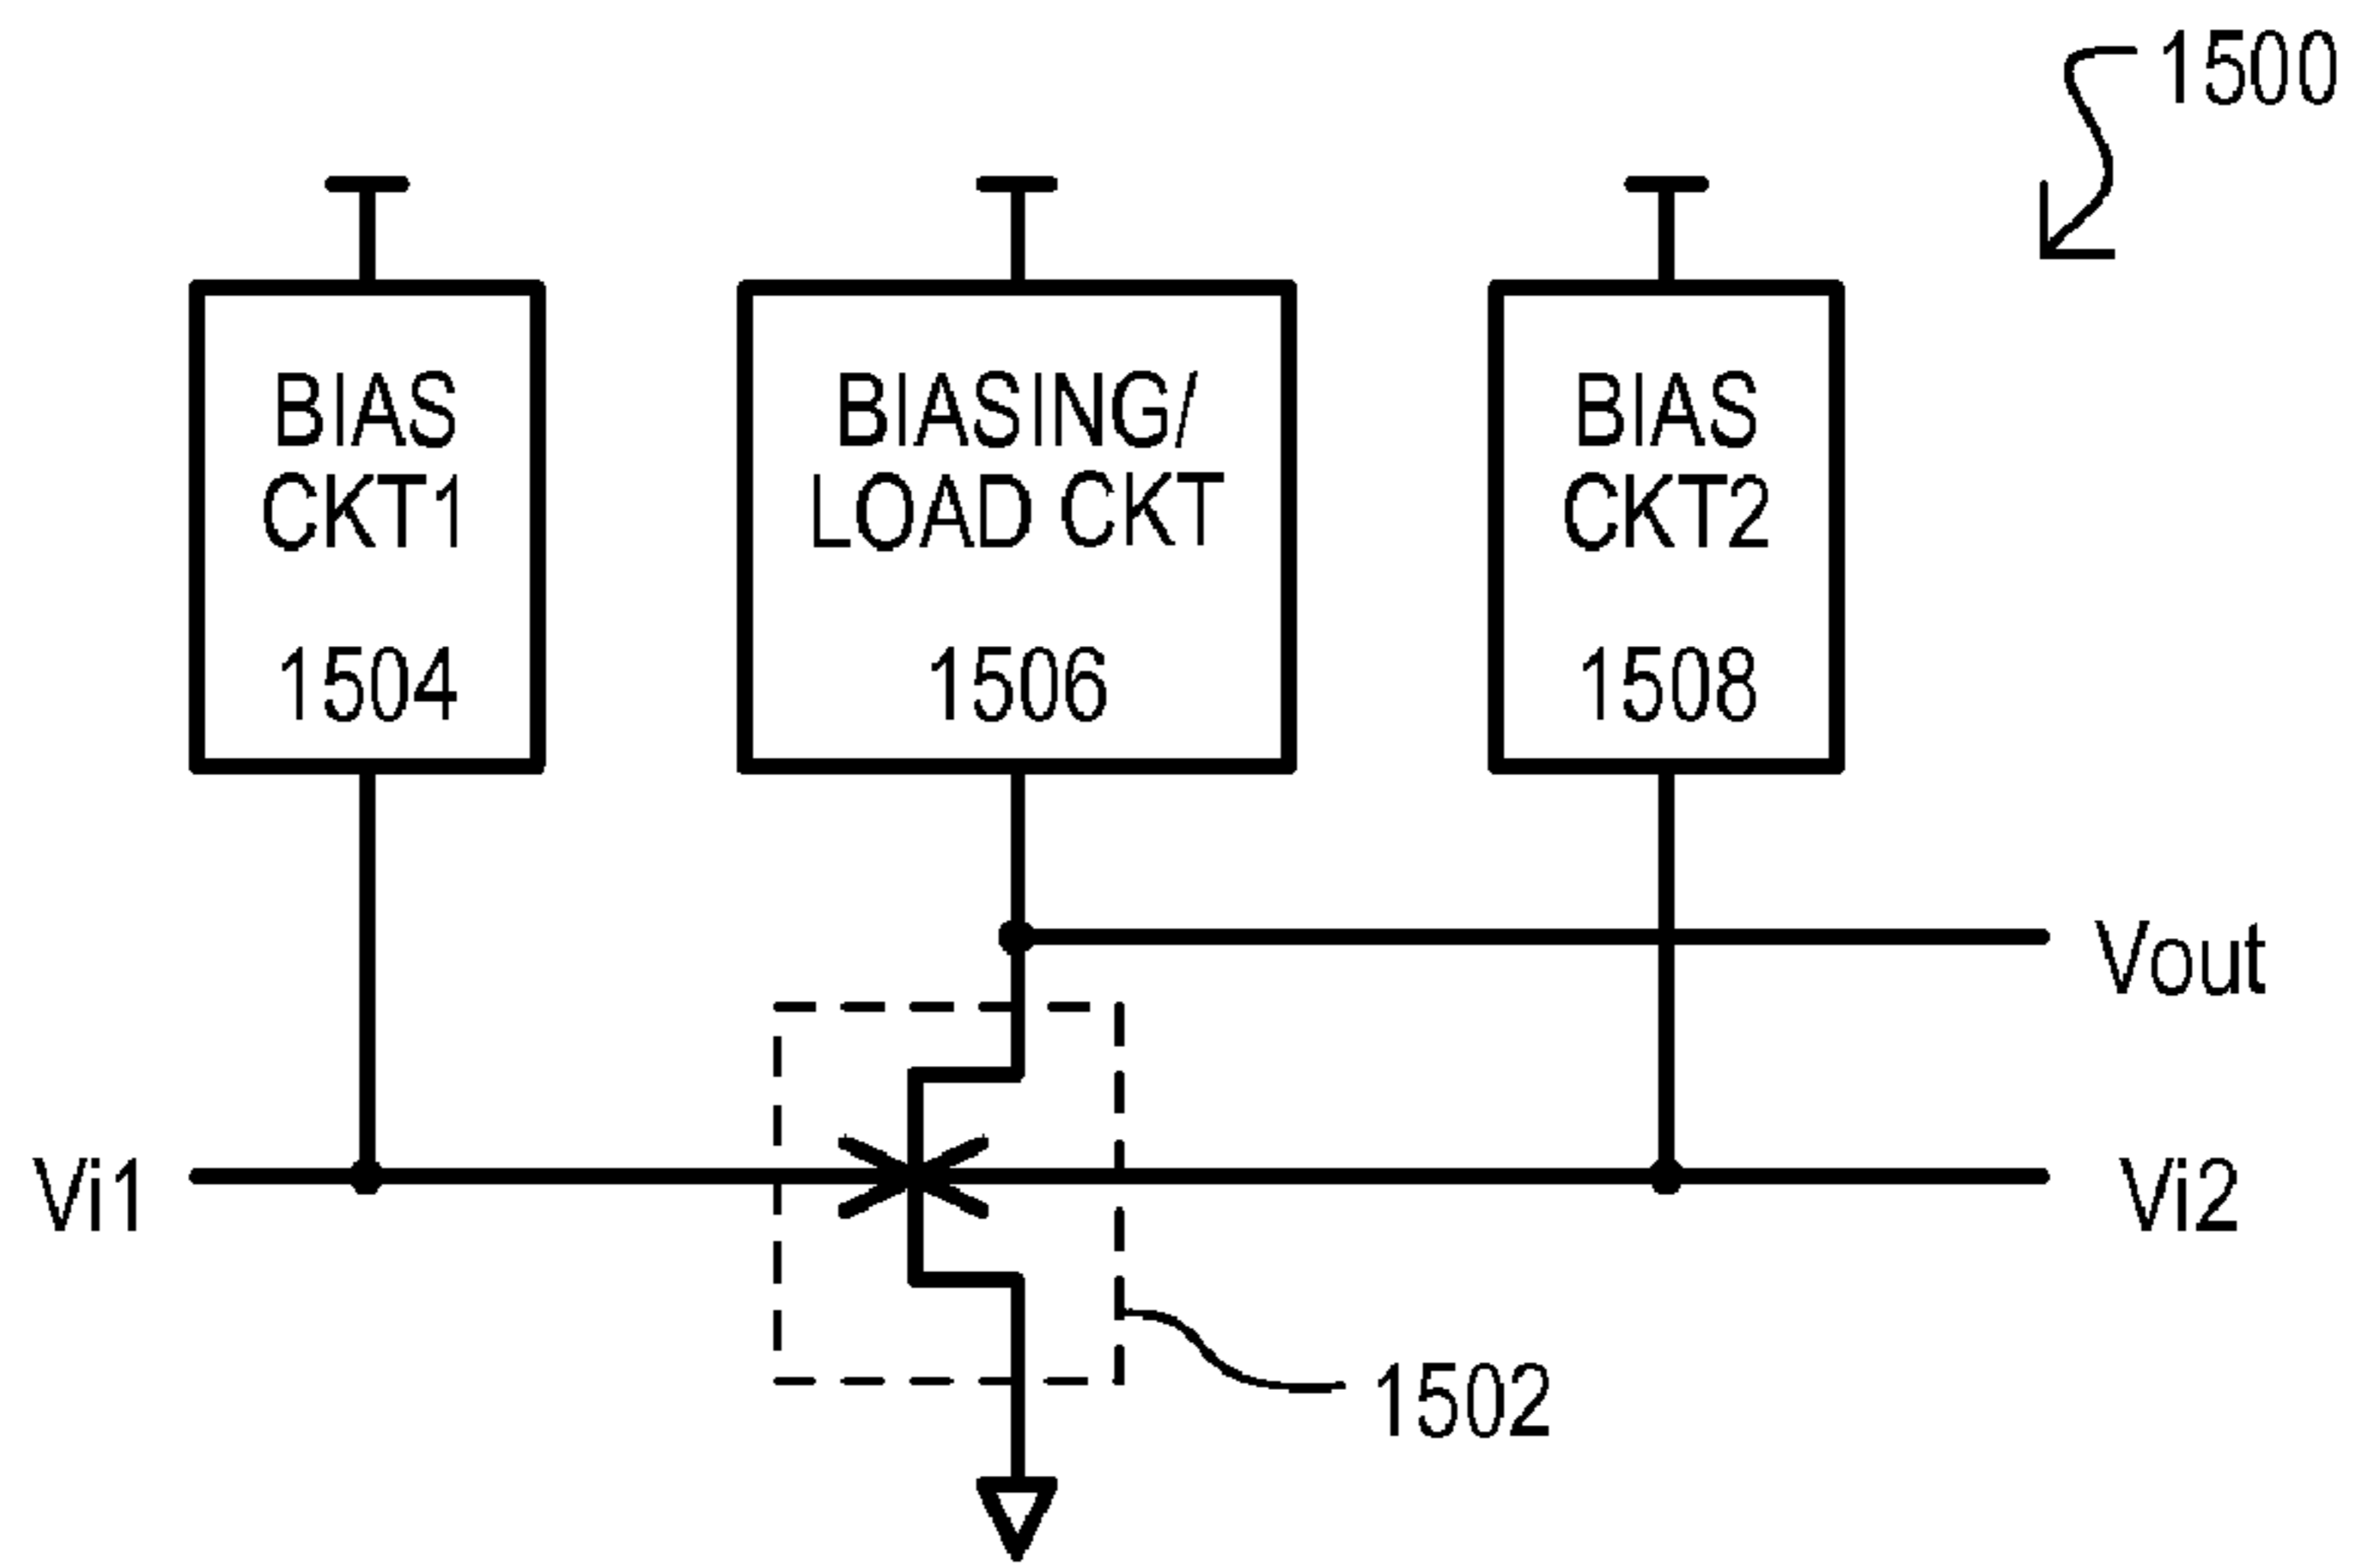 1500
BIAS
CKT1
1504
BIASING/
LOAD CKT
1506
BIAS
CKT2
1508
Vout
Vi1
Vi2
1502